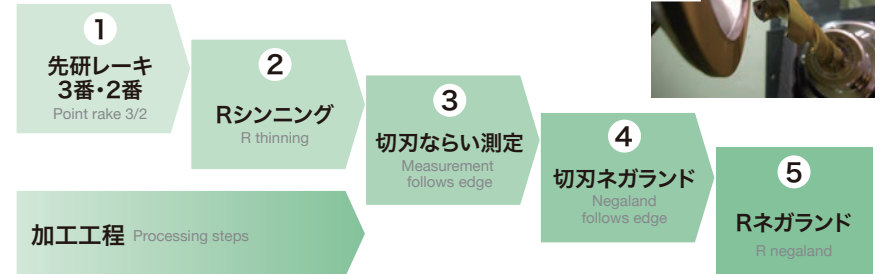 1
先研レーキ
3番・2番
Point rake 3/2
2
Rシンニング
R thinning
3
切刃ならい測定
Measurement
follows edge
4
切刃ネガランド
Negaland
follows edge
5
Rネガランド
R negaland
加工工程 Processing steps